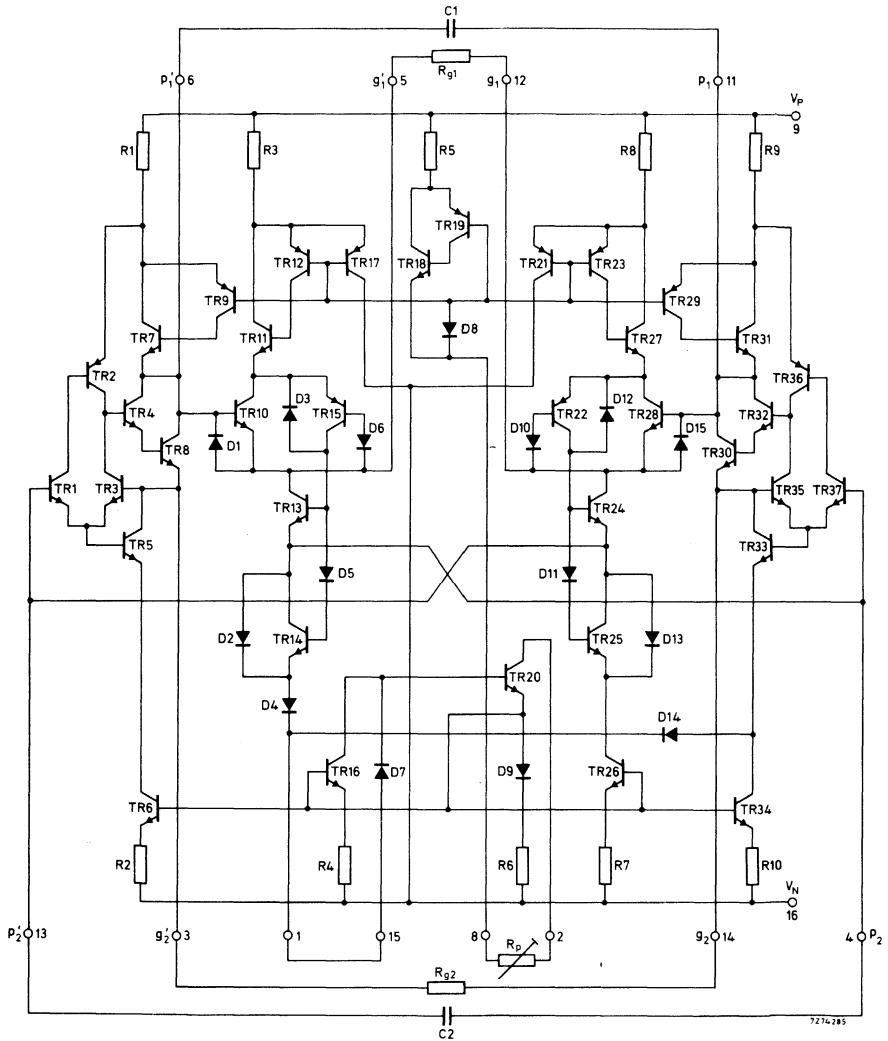 C1
Rg1
p1' 6
g1' 5
g1 12
p1 11
VP
9
R1
R3
R5
R8
R9
TR19
TR12
TR17
TR18
TR21
TR23
TR9
TR29
D8
TR7
TR11
TR27
TR31
TR2
TR36
D3
D12
TR4
TR10
TR15
D6
D10
TR22
TR28
D15
TR32
TR8
D1
TR30
TR1
TR3
TR35
TR37
TR13
TR24
TR5
TR33
D5
D11
D2
TR14
TR25
D13
TR20
D4
D14
TR16
D7
D9
TR26
TR6
TR34
R2
R4
R6
R7
R10
VN
16
p2' 13
g2' 3
1
15
8
Rp
2
g2 14
4 p2
Rg2
C2
7274285